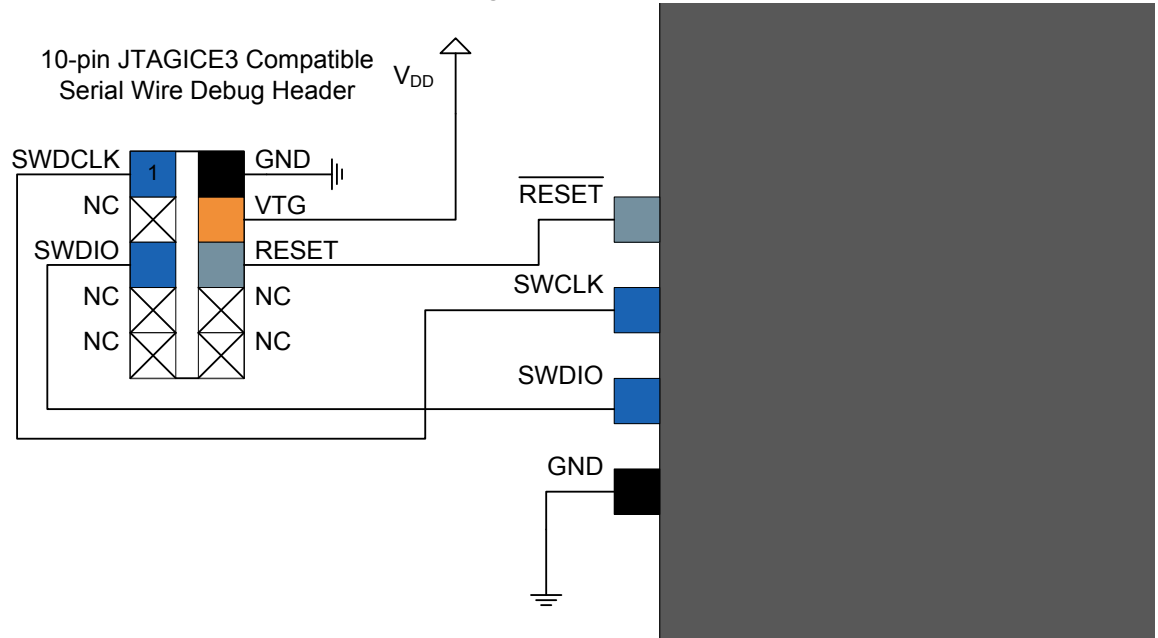 10-pin JTAGICE3 Compatible
Serial Wire Debug Header
VDD
SWDCLK
1
GND
NC
VTG
SWDIO
RESET
NC
NC
NC
NC
RESET
SWCLK
SWDIO
GND